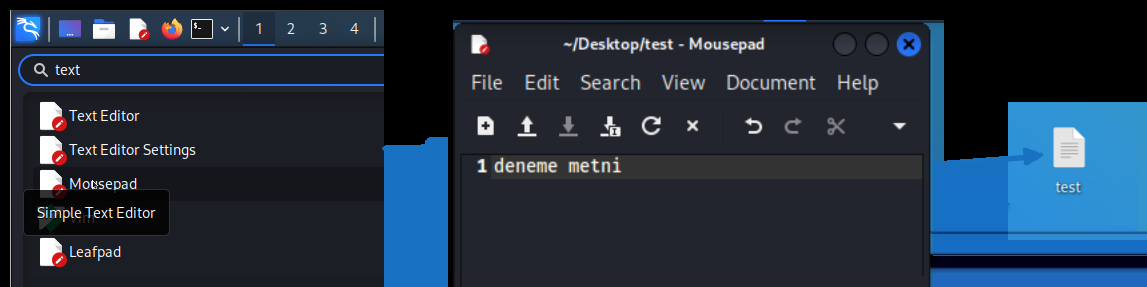 1 2 3 4
text
Text Editor
Text Editor Settings
Mousepad
Simple Text Editor
Leafpad
~/Desktop/test - Mousepad
File Edit Search View Document Help
1 deneme metni
test